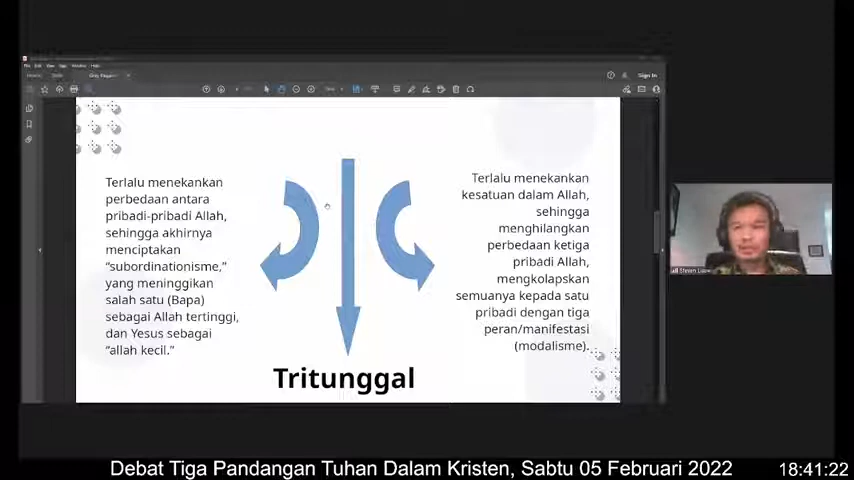 Sign In
Terlalu menekankan
perbedaan antara
pribadi-pribadi Allah,
sehingga akhirnya
menciptakan
“subordinationisme,”
yang meninggikan
salah satu (Bapa)
sebagai Allah tertinggi,
dan Yesus sebagai
“allah kecil.”
Terlalu menekankan
kesatuan dalam Allah,
sehingga
menghilangkan
perbedaan ketiga
pribadi Allah,
mengkolapskan
semuanya kepada satu
pribadi dengan tiga
peran/manifestasi
(modalisme).
Tritunggal
Debat Tiga Pandangan Tuhan Dalam Kristen, Sabtu 05 Februari 2022
18:41:22